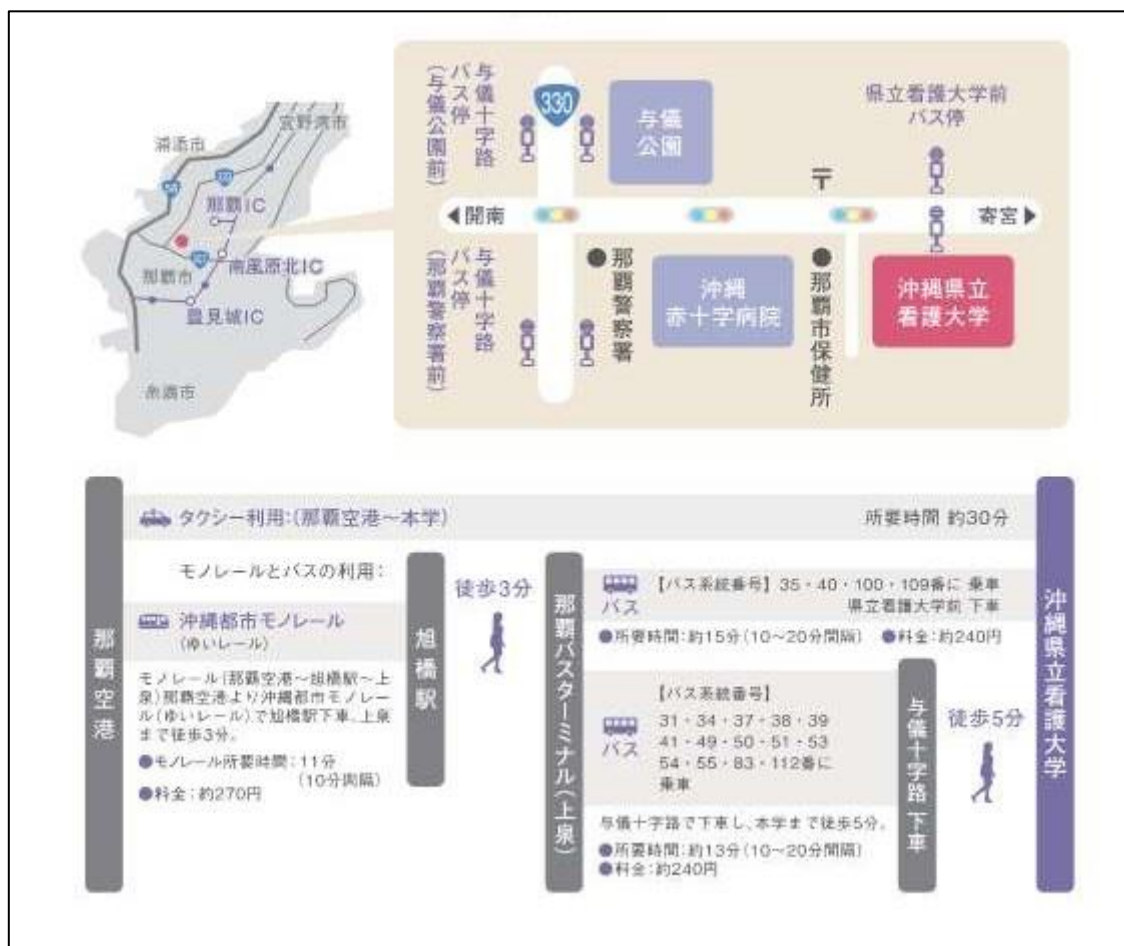 浦添市
宜野湾市
58
330
那覇IC
南風原北IC
那覇市
豊見城IC
糸満市
与儀十字路
バス停
(与儀公園前)
330
与儀
公園
県立看護大学前
バス停
〒
◀開南
寄宮▶
与儀十字路
バス停
(那覇警察署前)
●那覇警察署
沖縄
赤十字病院
●那覇市保健所
沖縄県立
看護大学
那覇空港
タクシー利用:(那覇空港〜本学)
所要時間 約30分
モノレールとバスの利用:
沖縄都市モノレール
(ゆいレール)
モノレール(那覇空港〜旭橋駅〜上
泉)那覇空港より沖縄都市モノレー
ル(ゆいレール)で旭橋駅下車、上泉
まで徒歩3分。
●モノレール所要時間:11分
(10分間隔)
●料金:約270円
旭橋駅
徒歩3分
那覇バスターミナル(上泉)
バス
【バス系統番号】35・40・100・109番に 乗車
県立看護大学前 下車
●所要時間:約15分(10〜20分間隔) ●料金:約240円
バス
【バス系統番号】
31・34・37・38・39
41・49・50・51・53
54・55・83・112番に
乗車
与儀十字路で下車し、本学まで徒歩5分。
●所要時間:約13分(10〜20分間隔)
●料金:約240円
与儀十字路 下車
徒歩5分
沖縄県立看護大学